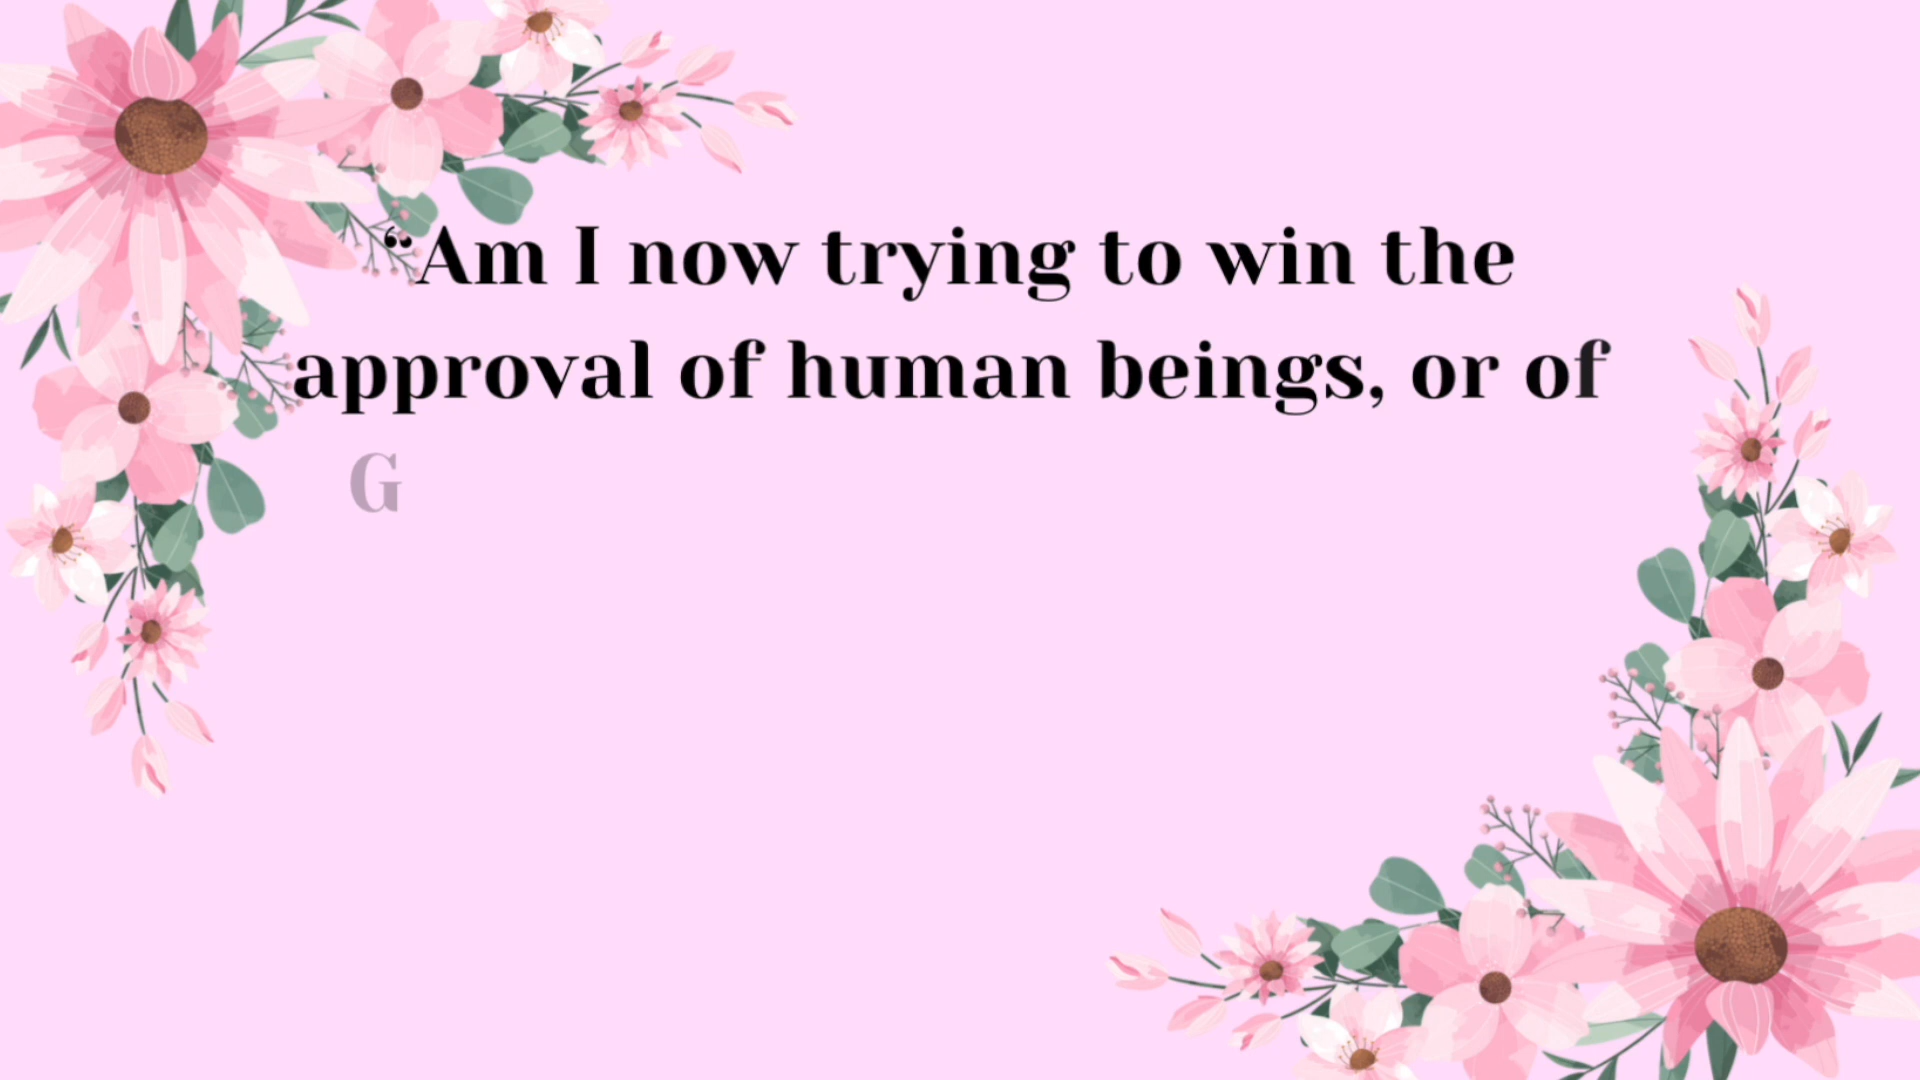 “Am I now trying to win the
approval of human beings, or of
G